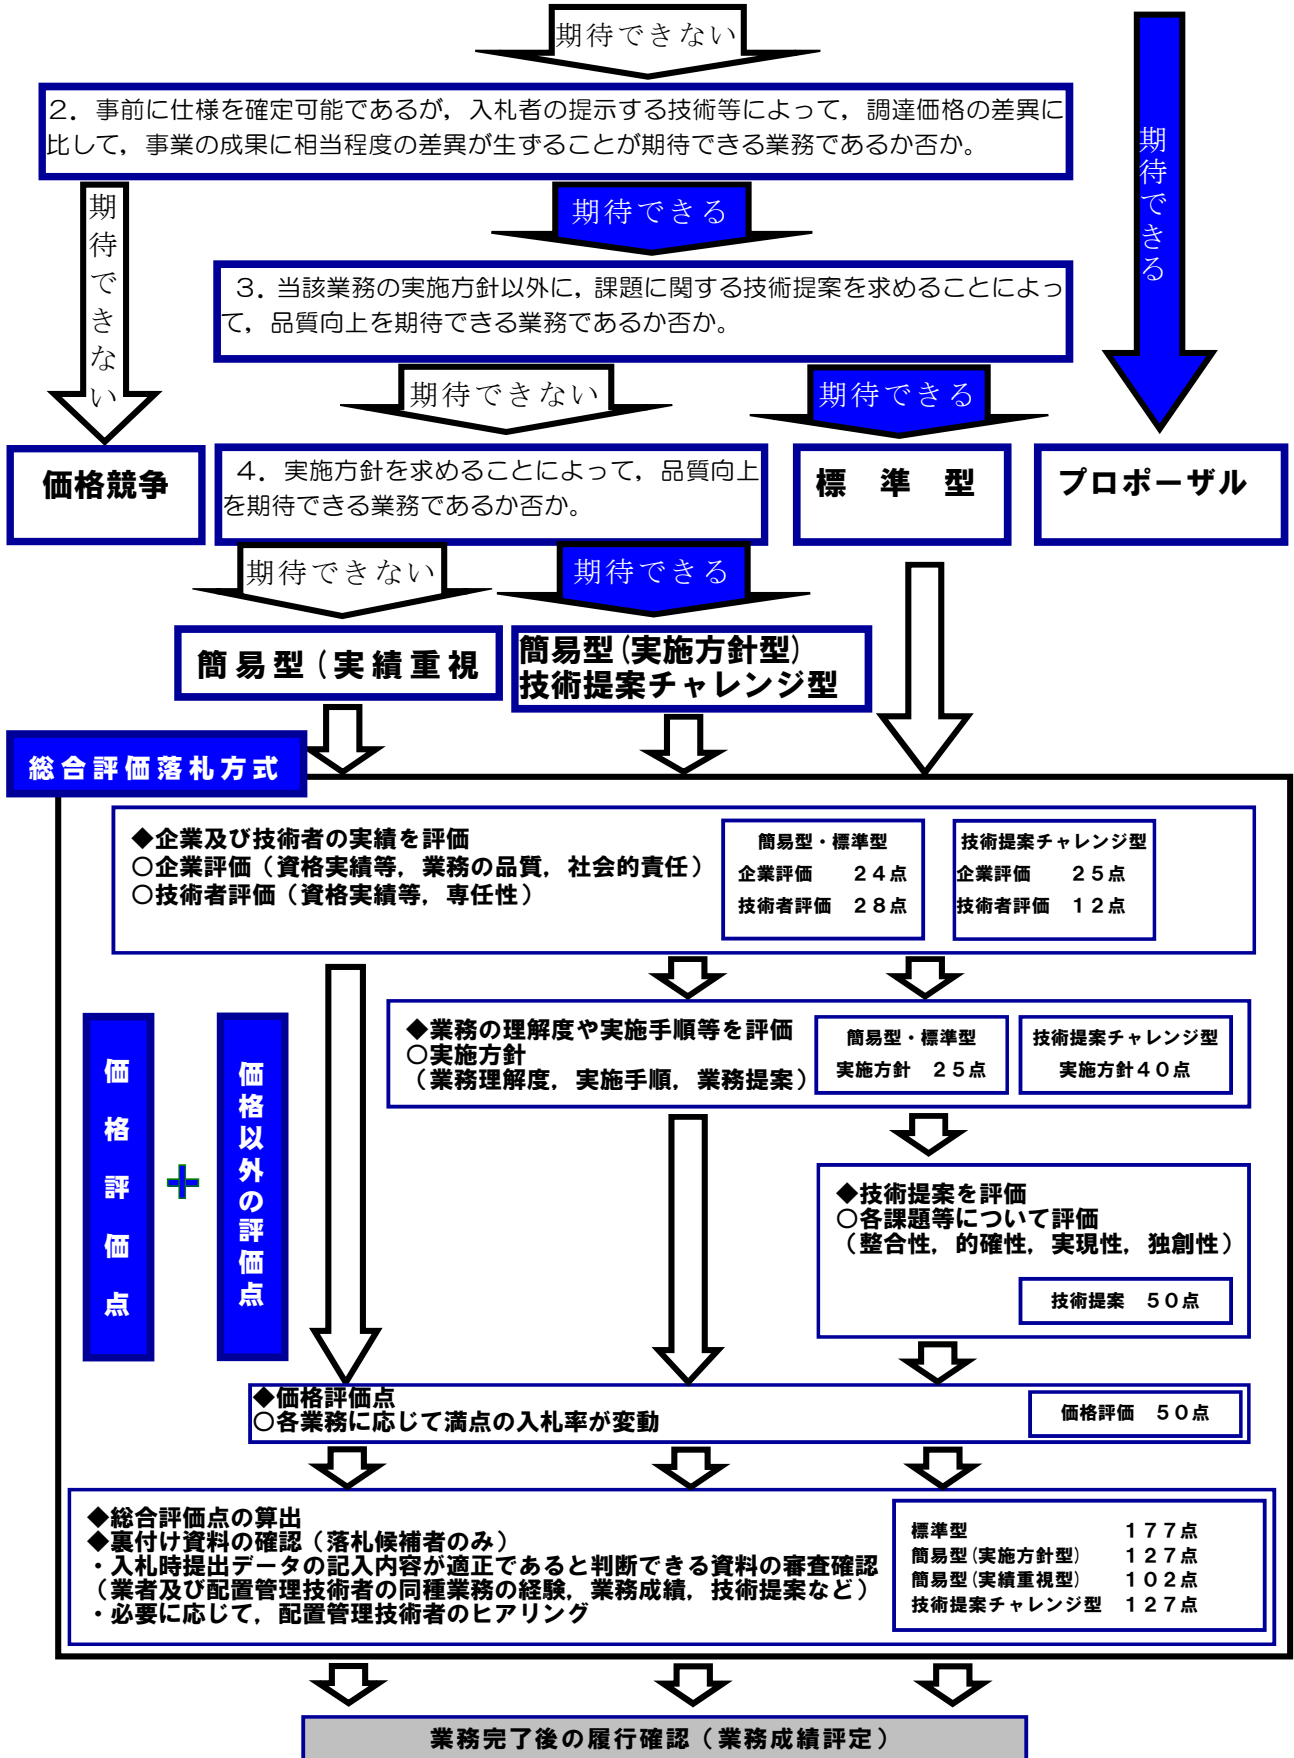 期待できない
期待できる
２．事前に仕様を確定可能であるが，入札者の提示する技術等によって，調達価格の差異に
比して，事業の成果に相当程度の差異が生ずることが期待できる業務であるか否か。
期待できない
期待できる
３．当該業務の実施方針以外に，課題に関する技術提案を求めることによっ
て，品質向上を期待できる業務であるか否か。
期待できない
期待できる
価格競争
４．実施方針を求めることによって，品質向上
を期待できる業務であるか否か。
標 準 型
プロポーザル
期待できない
期待できる
簡易型（実績重視
簡易型(実施方針型)
技術提案チャレンジ型
総合評価落札方式
◆企業及び技術者の実績を評価
○企業評価（資格実績等，業務の品質，社会的責任）
○技術者評価（資格実績等，専任性）
簡易型・標準型
企業評価 ２４点
技術者評価 ２８点
技術提案チャレンジ型
企業評価 ２５点
技術者評価 １２点
価格評価点
＋
価格以外の評価点
◆業務の理解度や実施手順等を評価
○実施方針
（業務理解度，実施手順，業務提案）
簡易型・標準型
実施方針 ２５点
技術提案チャレンジ型
実施方針４０点
◆技術提案を評価
○各課題等について評価
（整合性，的確性，実現性，独創性）
技術提案 ５０点
◆価格評価点
○各業務に応じて満点の入札率が変動
価格評価 ５０点
◆総合評価点の算出
◆裏付け資料の確認（落札候補者のみ）
・入札時提出データの記入内容が適正であると判断できる資料の審査確認
（業者及び配置管理技術者の同種業務の経験，業務成績，技術提案など）
・必要に応じて，配置管理技術者のヒアリング
標準型 １７７点
簡易型(実施方針型) １２７点
簡易型(実績重視型) １０２点
技術提案チャレンジ型 １２７点
業務完了後の履行確認（業務成績評定）